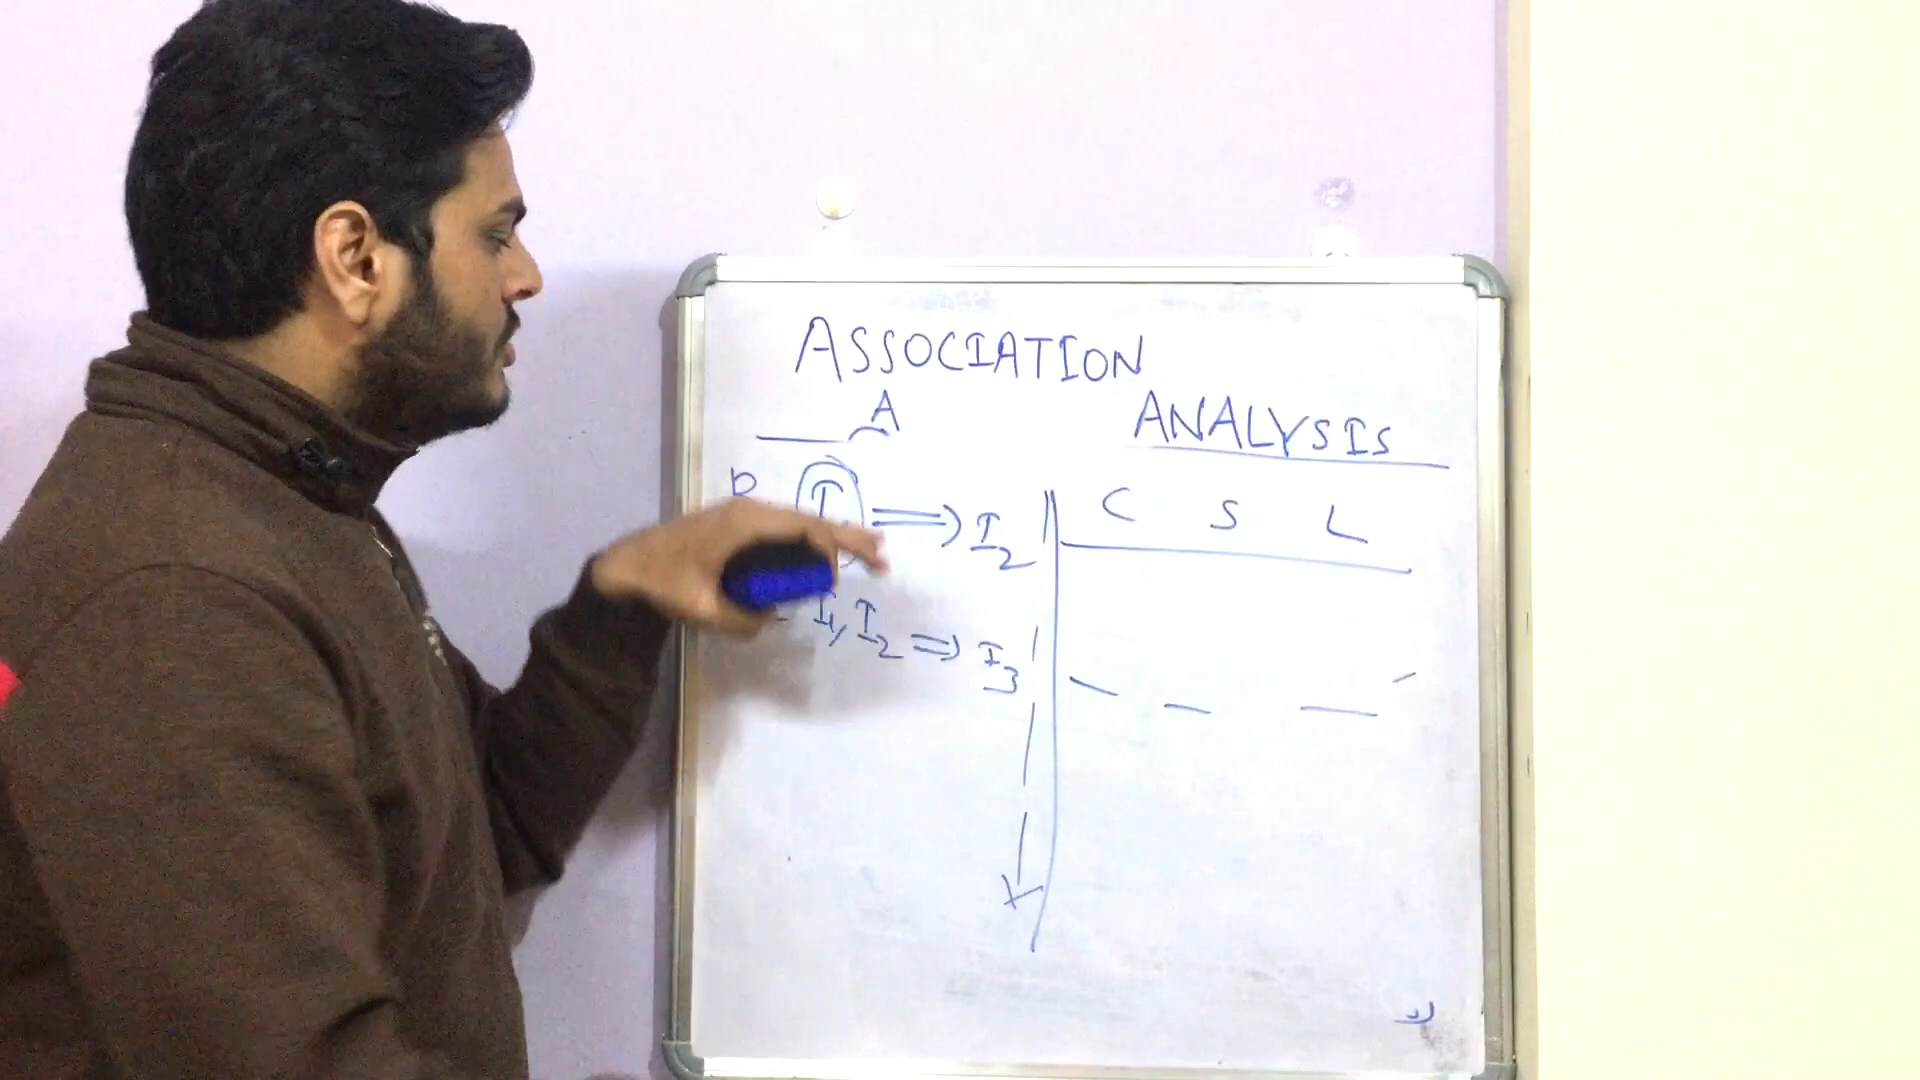 ASSOCIATION
ANALYSIS
A
I ⟹ I2
C S L
I1, I2 ⟹ I3